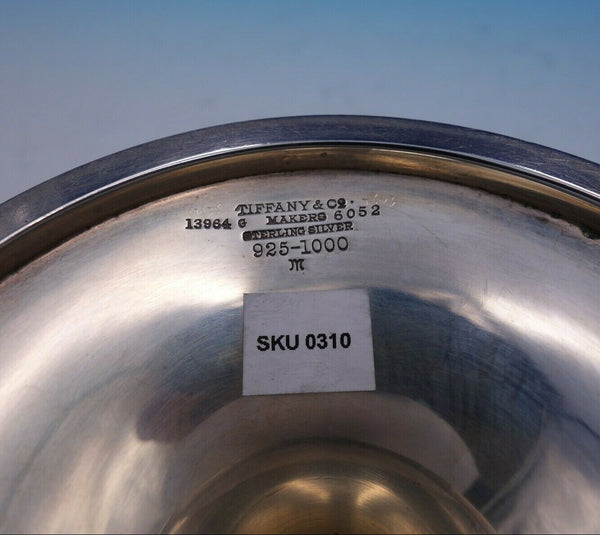 TIFFANY & Co.
13964 G MAKERS 6052
STERLING SILVER
925-1000
M
SKU 0310